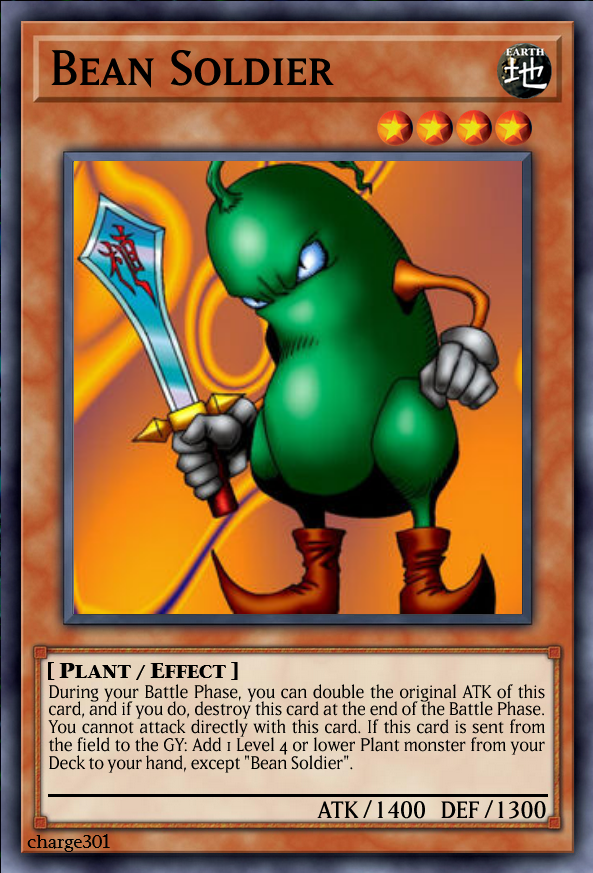 Bean Soldier
EARTH
地
[ Plant / Effect ]
During your Battle Phase, you can double the original ATK of this
card, and if you do, destroy this card at the end of the Battle Phase.
You cannot attack directly with this card. If this card is sent from
the field to the GY: Add 1 Level 4 or lower Plant monster from your
Deck to your hand, except "Bean Soldier".
ATK/1400 DEF/1300
charge301